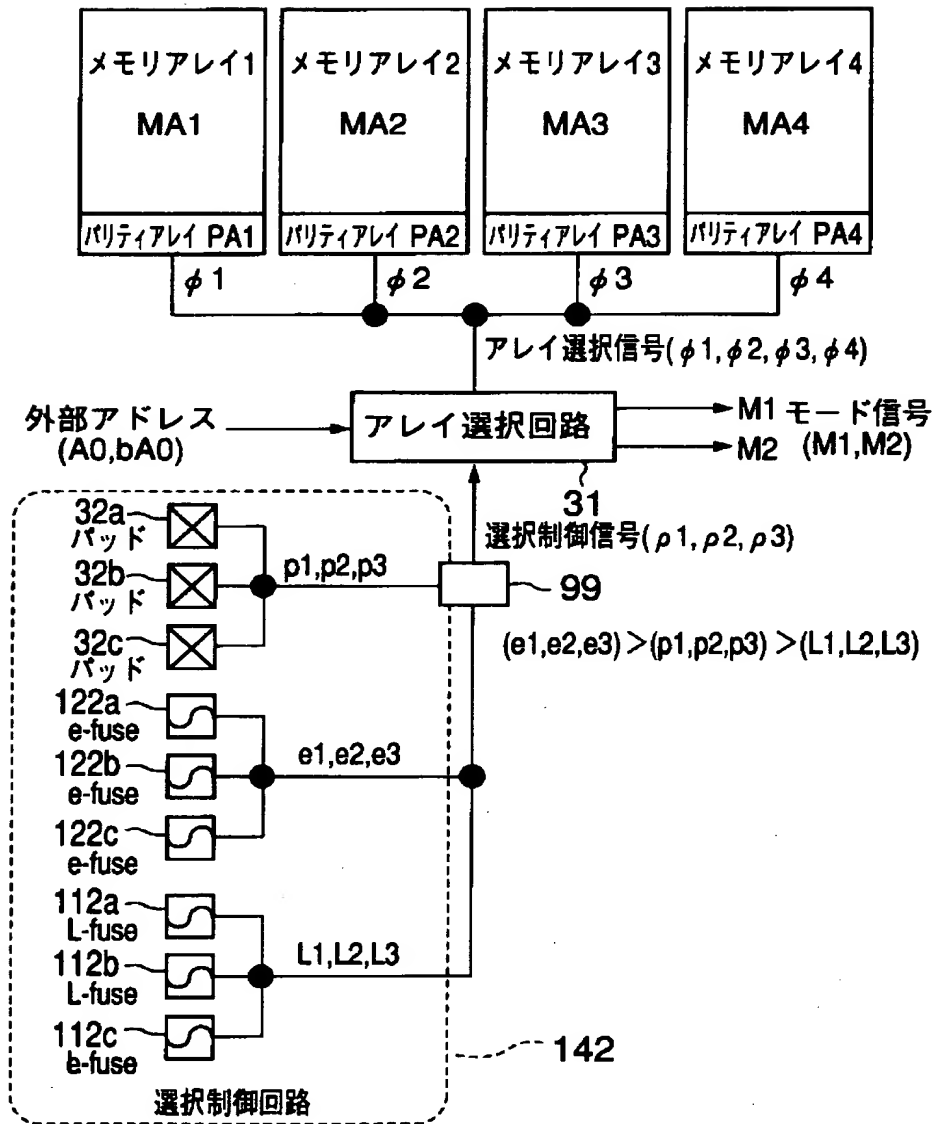 メモリアレイ1
MA1
パリティアレイ PA1
メモリアレイ2
MA2
パリティアレイ PA2
メモリアレイ3
MA3
パリティアレイ PA3
メモリアレイ4
MA4
パリティアレイ PA4
φ1
φ2
φ3
φ4
アレイ選択信号(φ1,φ2,φ3,φ4)
外部アドレス
(A0,bA0)
アレイ選択回路
M1 モード信号
M2 (M1,M2)
31
選択制御信号(ρ1,ρ2,ρ3)
32a
パッド
32b
パッド
32c
パッド
p1,p2,p3
99
(e1,e2,e3)>(p1,p2,p3)>(L1,L2,L3)
122a
e-fuse
122b
e-fuse
122c
e-fuse
e1,e2,e3
112a
L-fuse
112b
L-fuse
112c
e-fuse
L1,L2,L3
142
選択制御回路